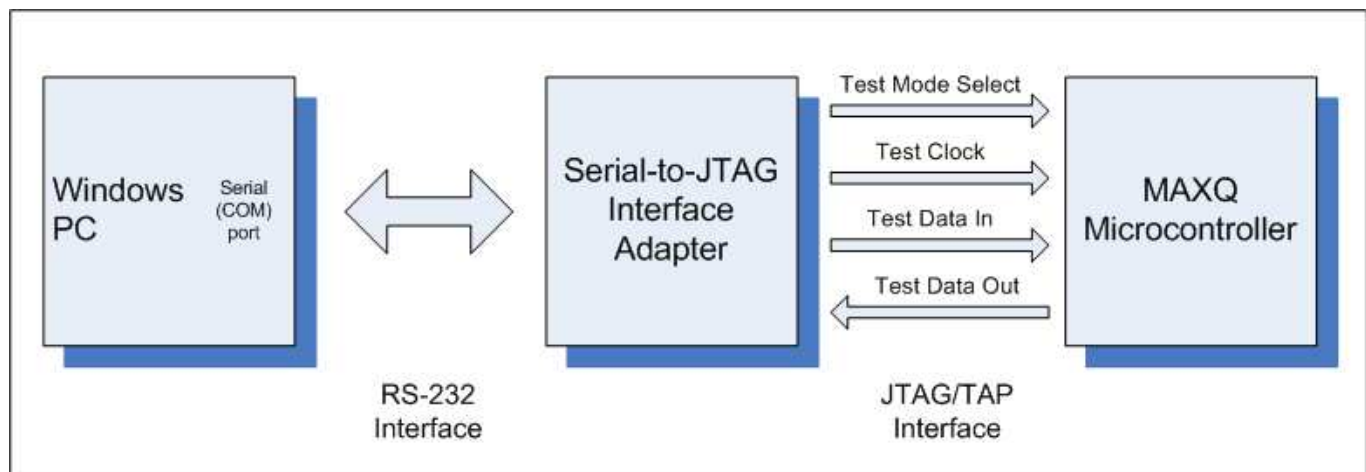 Windows
PC
Serial
(COM)
port
RS-232
Interface
Serial-to-JTAG
Interface
Adapter
Test Mode Select
Test Clock
Test Data In
Test Data Out
JTAG/TAP
Interface
MAXQ
Microcontroller